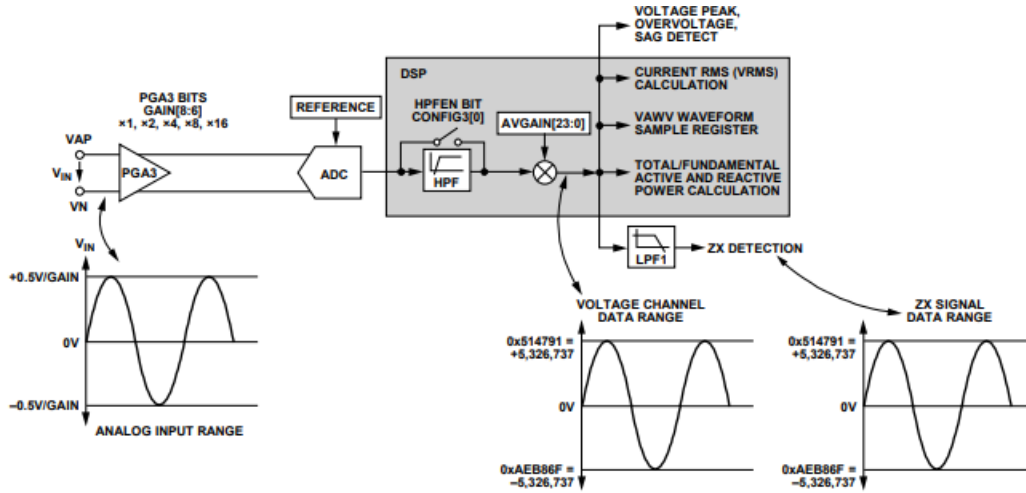 VOLTAGE PEAK,
OVERVOLTAGE,
SAG DETECT
DSP
CURRENT RMS (VRMS)
CALCULATION
PGA3 BITS
GAIN[8:6]
×1, ×2, ×4, ×8, ×16
REFERENCE
HPFEN BIT
CONFIG3[0]
AVGAIN[23:0]
VAWV WAVEFORM
SAMPLE REGISTER
VAP
VIN
VN
PGA3
ADC
HPF
TOTAL/FUNDAMENTAL
ACTIVE AND REACTIVE
POWER CALCULATION
LPF1
ZX DETECTION
VIN
+0.5V/GAIN
0V
–0.5V/GAIN
ANALOG INPUT RANGE
VOLTAGE CHANNEL
DATA RANGE
0x514791 =
+5,326,737
0V
0xAEB86F =
–5,326,737
ZX SIGNAL
DATA RANGE
0x514791 =
+5,326,737
0V
0xAEB86F =
–5,326,737